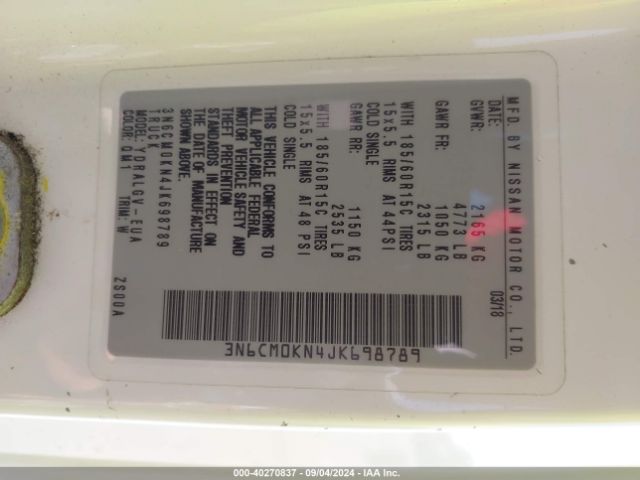 MFD. BY NISSAN MOTOR CO., LTD.
03/18
GVWR: 2165 KG
4773 LB
GAWR FR: 1050 KG
2315 LB
WITH 185/60R15C TIRES
15x5.5 RIMS AT 44PSI
COLD SINGLE
GAWR RR: 1150 KG
2535 LB
WITH 185/60R15C TIRES
15x5.5 RIMS AT 48 PSI
COLD SINGLE
THIS VEHICLE CONFORMS TO
ALL APPLICABLE FEDERAL
MOTOR VEHICLE SAFETY AND
THEFT PREVENTION
STANDARDS IN EFFECT ON
THE DATE OF MANUFACTURE
SHOWN ABOVE.
3N6CM0KN4JK698789
TRUCK
MODEL: YDRALGV-EUA
COLOR: QM1 TRIM: W
ZS00A
3N6CM0KN4JK698789
000-40270837 - 09/04/2024 - IAA, Inc.